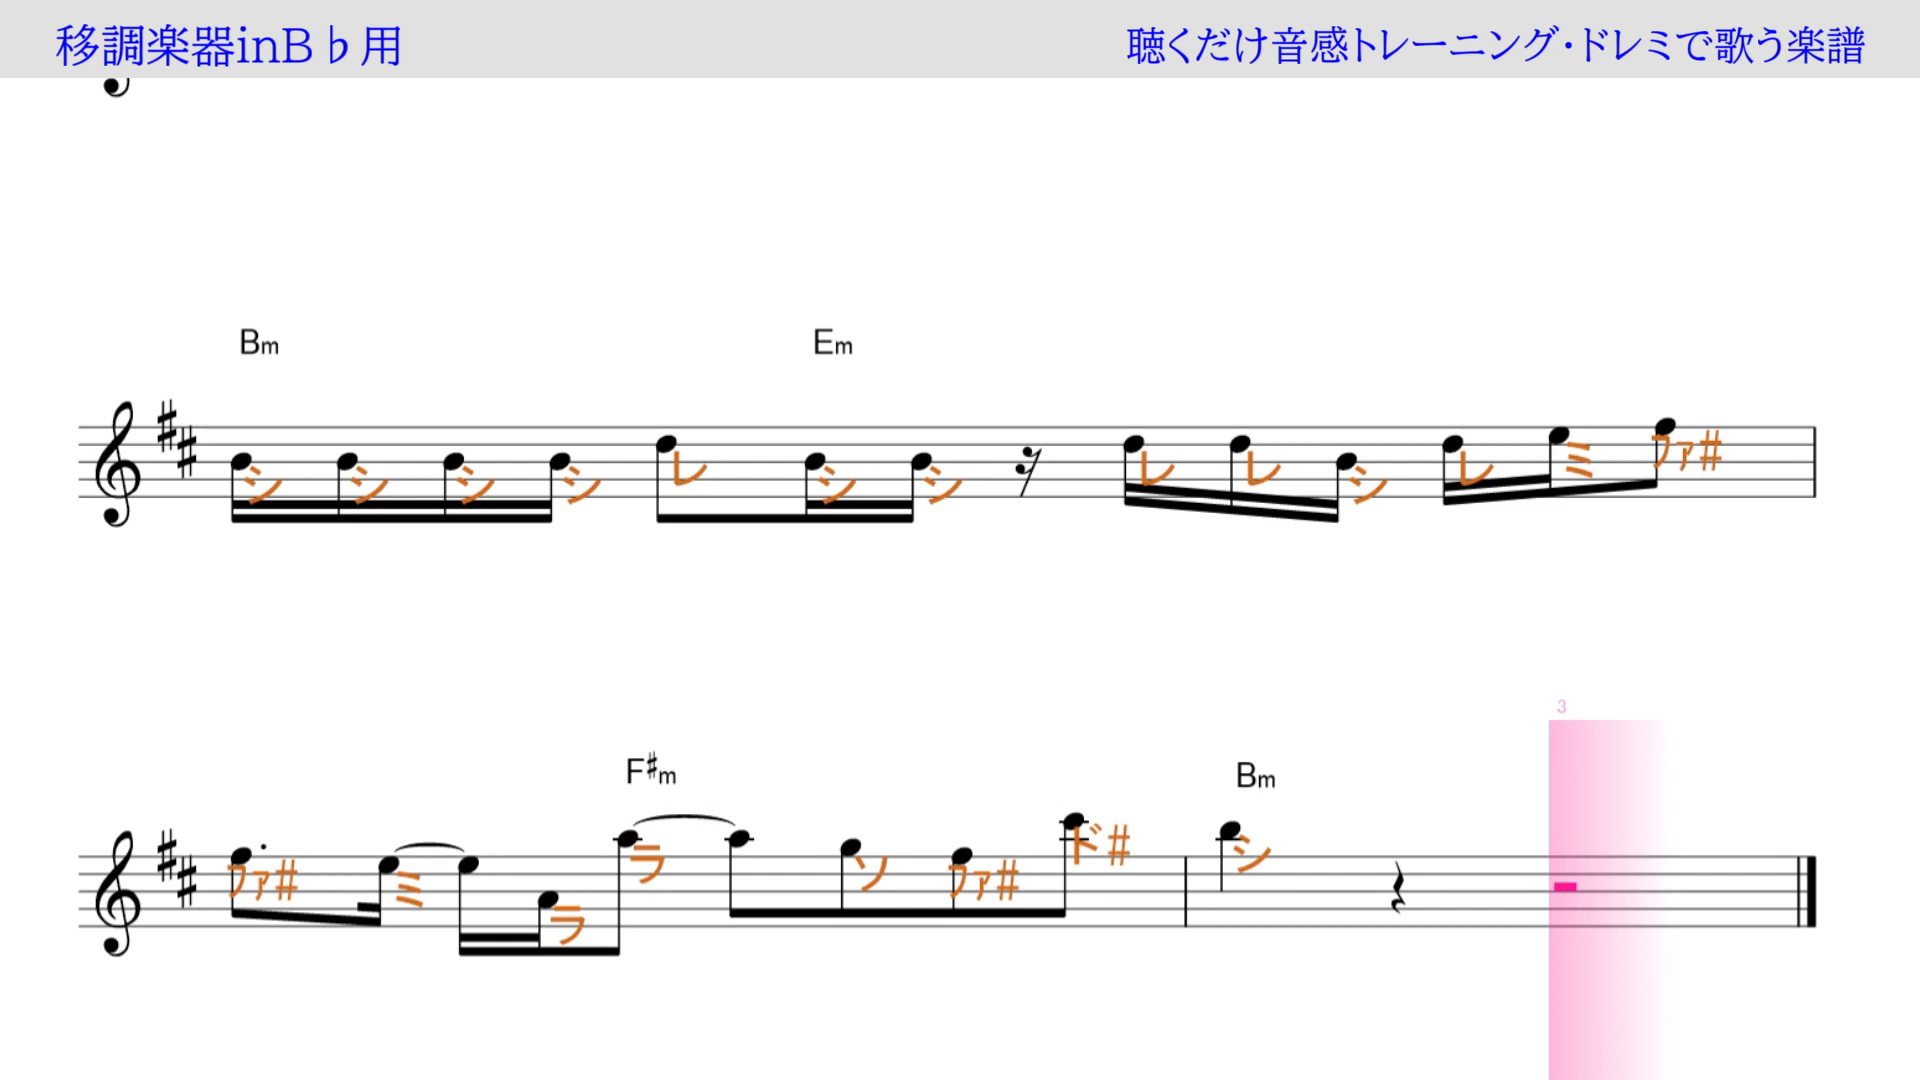 移調楽器inB♭用
聴くだけ音感トレーニング・ドレミで歌う楽譜
Bm Em
シ シ シ シ レ シ シ レ レ シ レ ミ ファ#
3
F♯m Bm
ファ# ミ ラ ラ ソ ファ# ド# シ